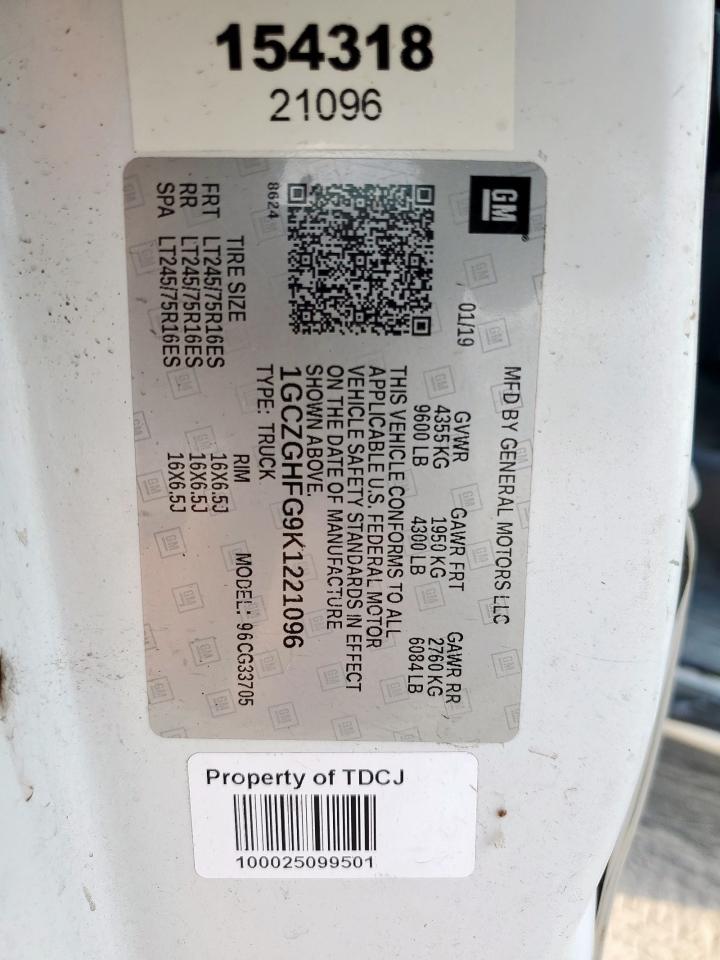 154318
21096
GM
MFD BY GENERAL MOTORS LLC
01/19
GVWR GAWR FRT GAWR RR
4355 KG 1950 KG 2760 KG
9600 LB 4300 LB 6084 LB
THIS VEHICLE CONFORMS TO ALL
APPLICABLE U.S. FEDERAL MOTOR
VEHICLE SAFETY STANDARDS IN EFFECT
ON THE DATE OF MANUFACTURE
SHOWN ABOVE.
1GCZGHFG9K1221096
TYPE: TRUCK MODEL: 96CG33705
8624
TIRE SIZE RIM
FRT LT245/75R16ES 16X6.5J
RR LT245/75R16ES 16X6.5J
SPA LT245/75R16ES 16X6.5J
Property of TDCJ
100025099501